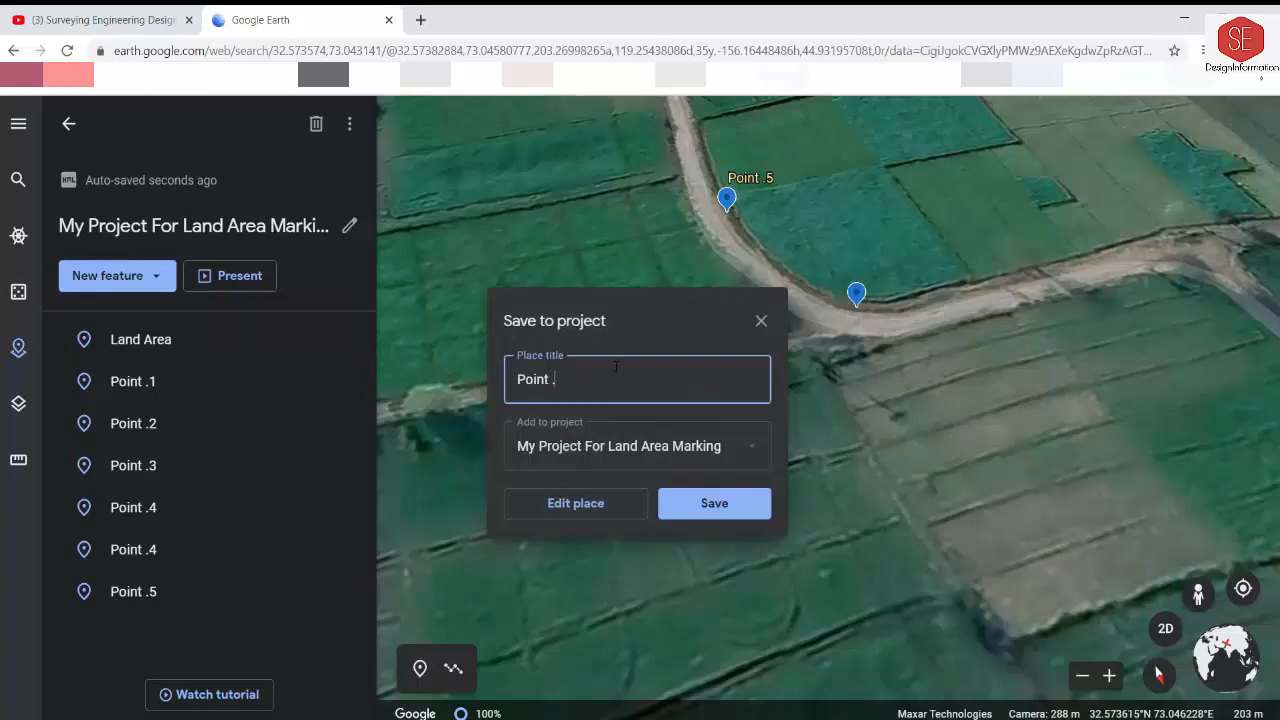 (3) Surveying Engineering Desig
Google Earth
earth.google.com/web/search/32.573574,73.043141/@32.57382884,73.04580777,203.26998265a,119.25438086d,35y,-156.16448486h,44.93195708t,0r/data=CigiJgokCVGXlyPMWz9AEXeKgdwZpRzAGT...
SE
DesignInformation
Auto-saved seconds ago
My Project For Land Area Marki...
New feature
Present
Land Area
Point .1
Point .2
Point .3
Point .4
Point .4
Point .5
Watch tutorial
Point .5
Save to project
Place title
Point .
Add to project
My Project For Land Area Marking
Edit place
Save
2D
Google
100%
Maxar Technologies
Camera: 288 m
32.573615°N 73.046228°E
203 m